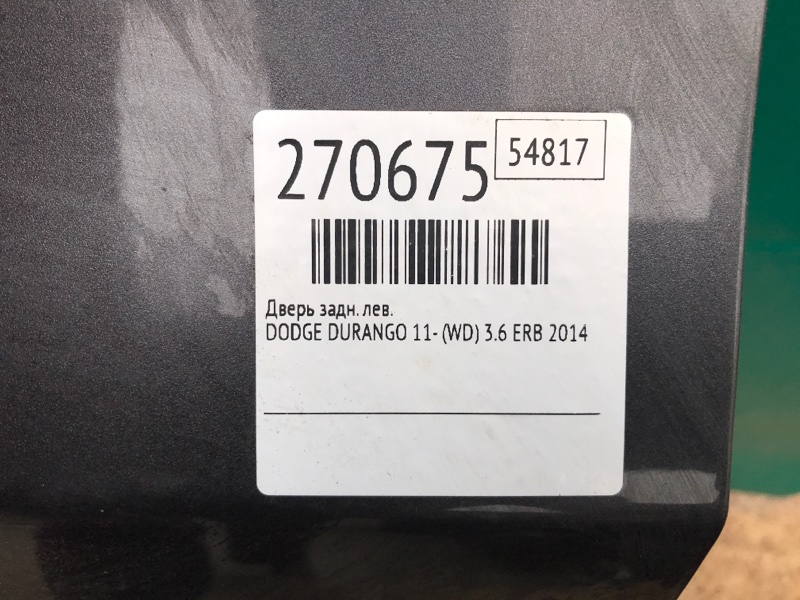 270675
54817
Дверь задн. лев.
DODGE DURANGO 11- (WD) 3.6 ERB 2014